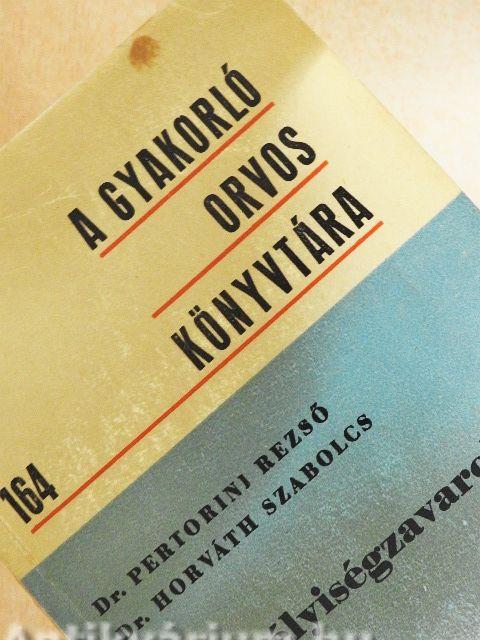 A GYAKORLÓ
ORVOS
KÖNYVTÁRA
164
Dr. PERTORINI REZSŐ
Dr. HORVÁTH SZABOLCS